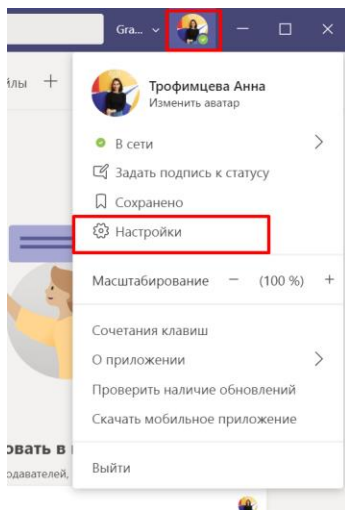 Gra...
йлы +
Трофимцева Анна
Изменить аватар
В сети
Задать подпись к статусу
Сохранено
Настройки
Масштабирование − (100 %) +
Сочетания клавиш
О приложении
Проверить наличие обновлений
Скачать мобильное приложение
овать в
одавателей,
Выйти